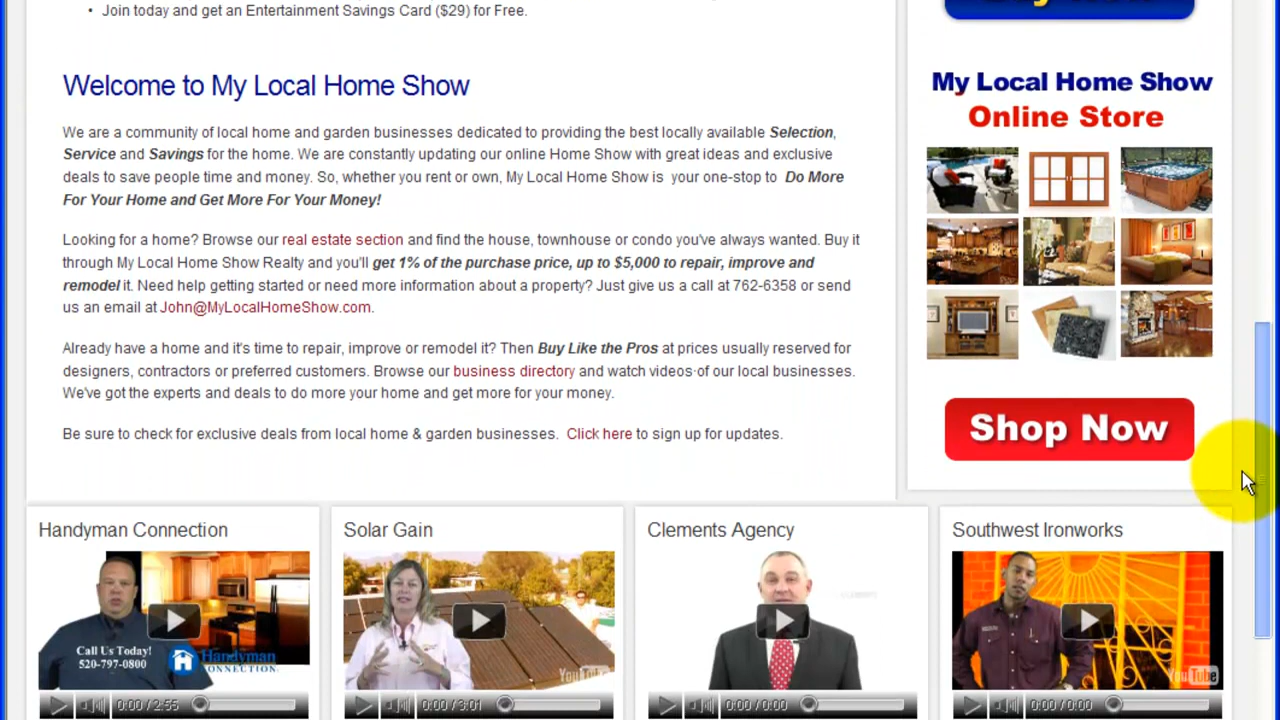 • Join today and get an Entertainment Savings Card ($29) for Free.
Welcome to My Local Home Show
We are a community of local home and garden businesses dedicated to providing the best locally available Selection,
Service and Savings for the home. We are constantly updating our online Home Show with great ideas and exclusive
deals to save people time and money. So, whether you rent or own, My Local Home Show is your one-stop to Do More
For Your Home and Get More For Your Money!
Looking for a home? Browse our real estate section and find the house, townhouse or condo you've always wanted. Buy it
through My Local Home Show Realty and you'll get 1% of the purchase price, up to $5,000 to repair, improve and
remodel it. Need help getting started or need more information about a property? Just give us a call at 762-6358 or send
us an email at John@MyLocalHomeShow.com.
Already have a home and it's time to repair, improve or remodel it? Then Buy Like the Pros at prices usually reserved for
designers, contractors or preferred customers. Browse our business directory and watch videos of our local businesses.
We've got the experts and deals to do more your home and get more for your money.
Be sure to check for exclusive deals from local home & garden businesses. Click here to sign up for updates.
My Local Home Show
Online Store
Shop Now
Handyman Connection
Call Us Today!
520-797-0800
Handyman
CONNECTION
0:00 / 2:55
Solar Gain
YouTube
0:00 / 3:01
Clements Agency
0:00 / 0:00
Southwest Ironworks
YouTube
0:00 / 0:00